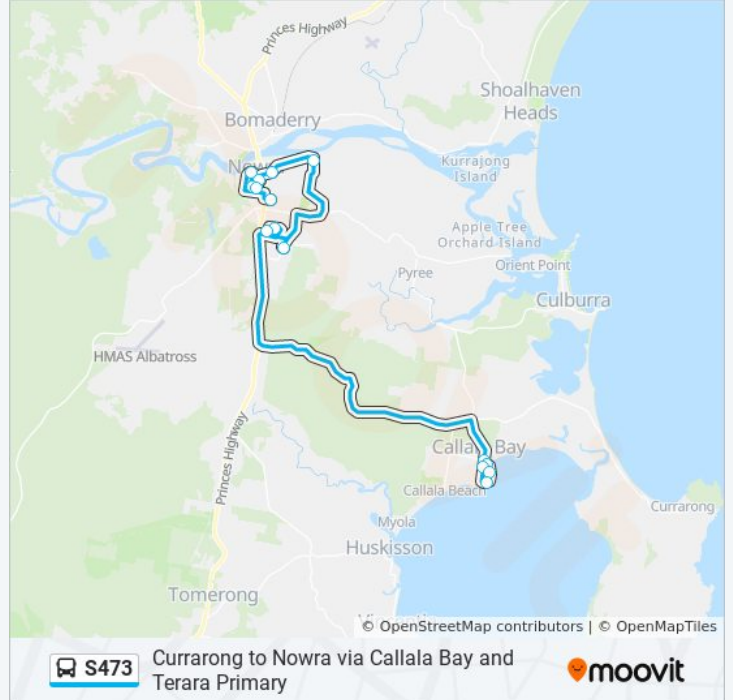 Princes Highway
Shoalhaven
Heads
Bomaderry
Kurrajong
Island
Apple Tree
Orchard Island
Orient Point
Pyree
Culburra
HMAS Albatross
Princes Highway
Callala Bay
Callala Beach
Currarong
Myola
Huskisson
Tomerong
© OpenStreetMap contributors | © OpenMapTiles
S473
Currarong to Nowra via Callala Bay and
Terara Primary
moovit